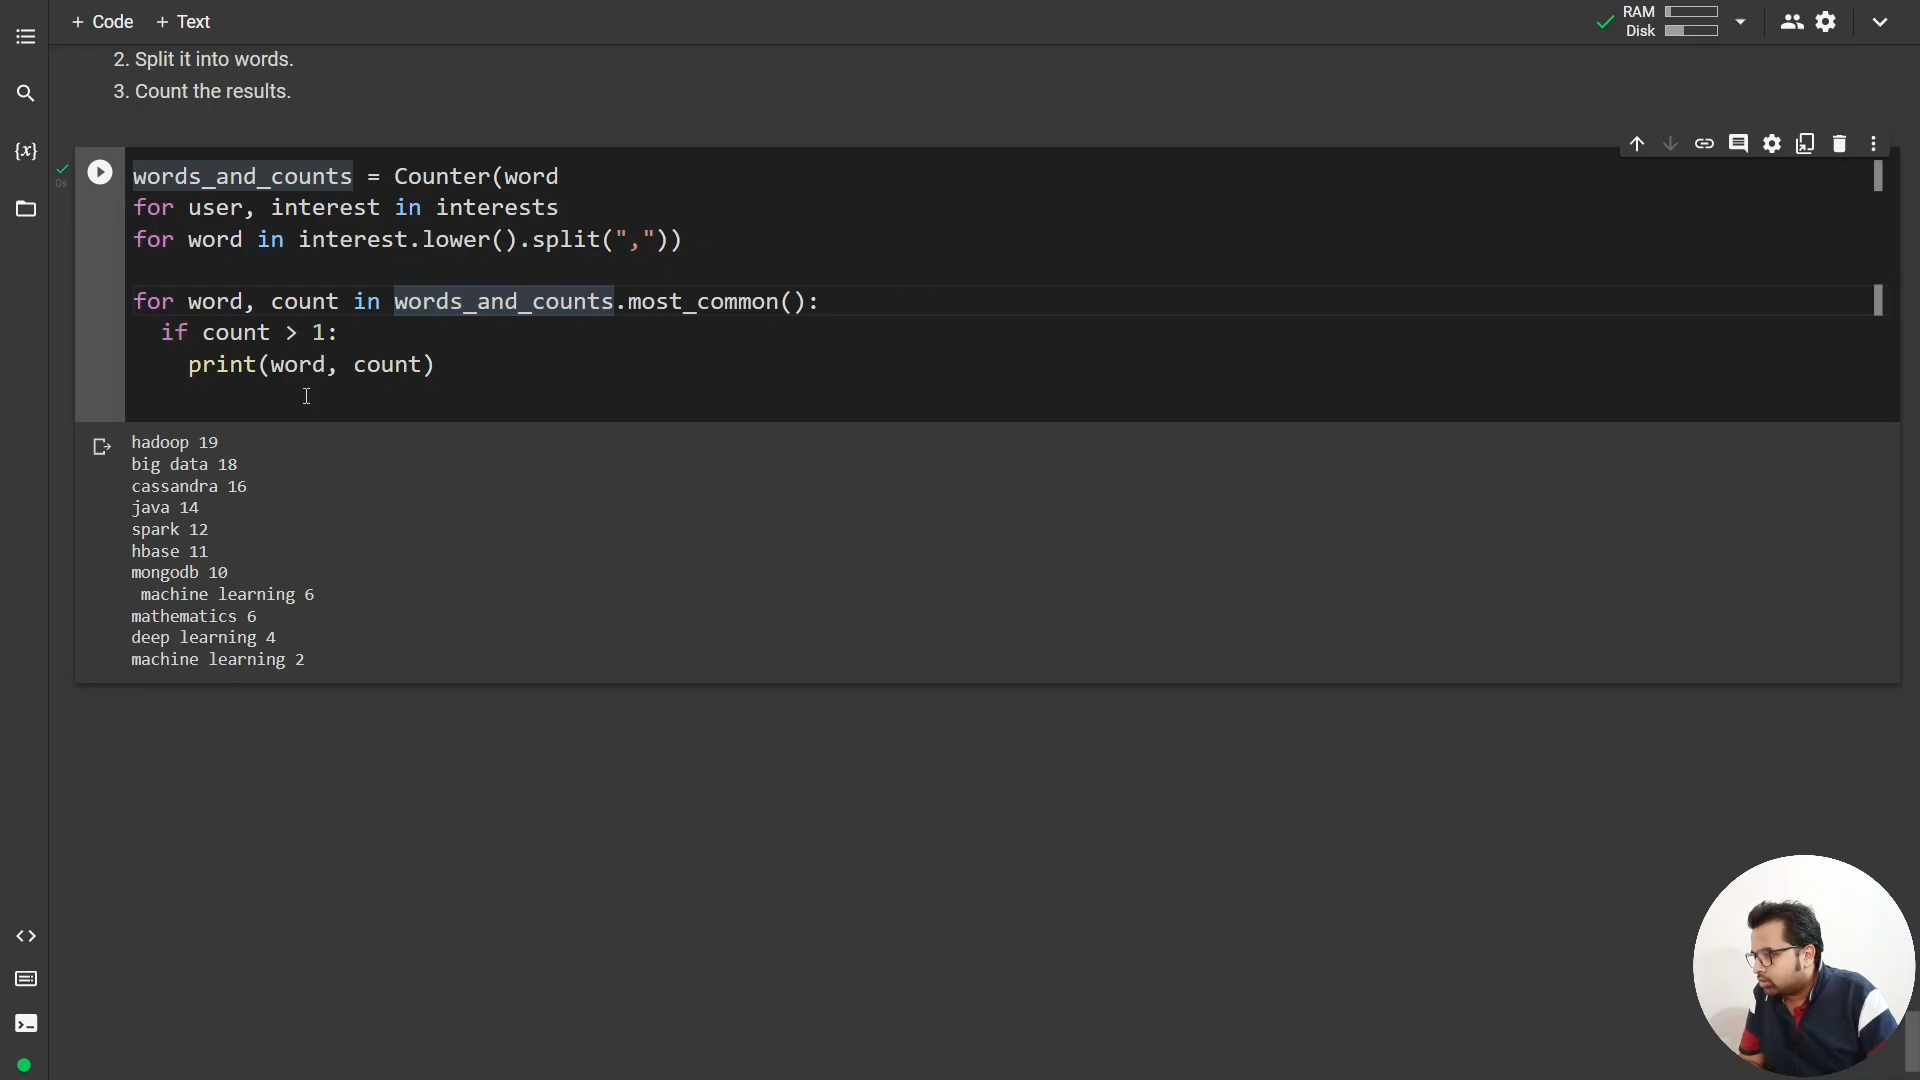 + Code + Text
RAM
Disk
2. Split it into words.
3. Count the results.
{x}
0s
words_and_counts = Counter(word
for user, interest in interests
for word in interest.lower().split(","))
for word, count in words_and_counts.most_common():
if count > 1:
print(word, count)
hadoop 19
big data 18
cassandra 16
java 14
spark 12
hbase 11
mongodb 10
machine learning 6
mathematics 6
deep learning 4
machine learning 2